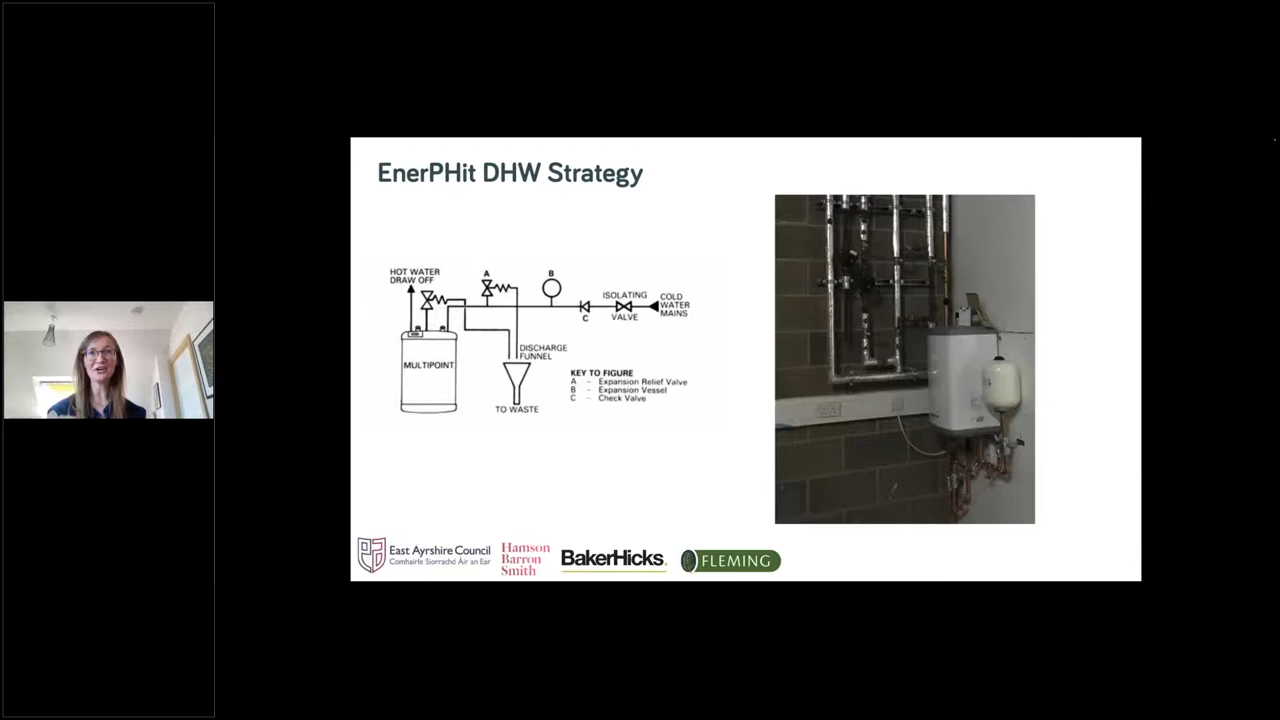 EnerPHit DHW Strategy
HOT WATER
DRAW OFF
A
B
ISOLATING
VALVE
COLD
WATER
MAINS
C
MULTIPOINT
DISCHARGE
FUNNEL
TO WASTE
KEY TO FIGURE
A – Expansion Relief Valve
B – Expansion Vessel
C – Check Valve
East Ayrshire Council
Comhairle Siorrachd Àir an Ear
Hamson
Barron
Smith
BakerHicks.
FLEMING